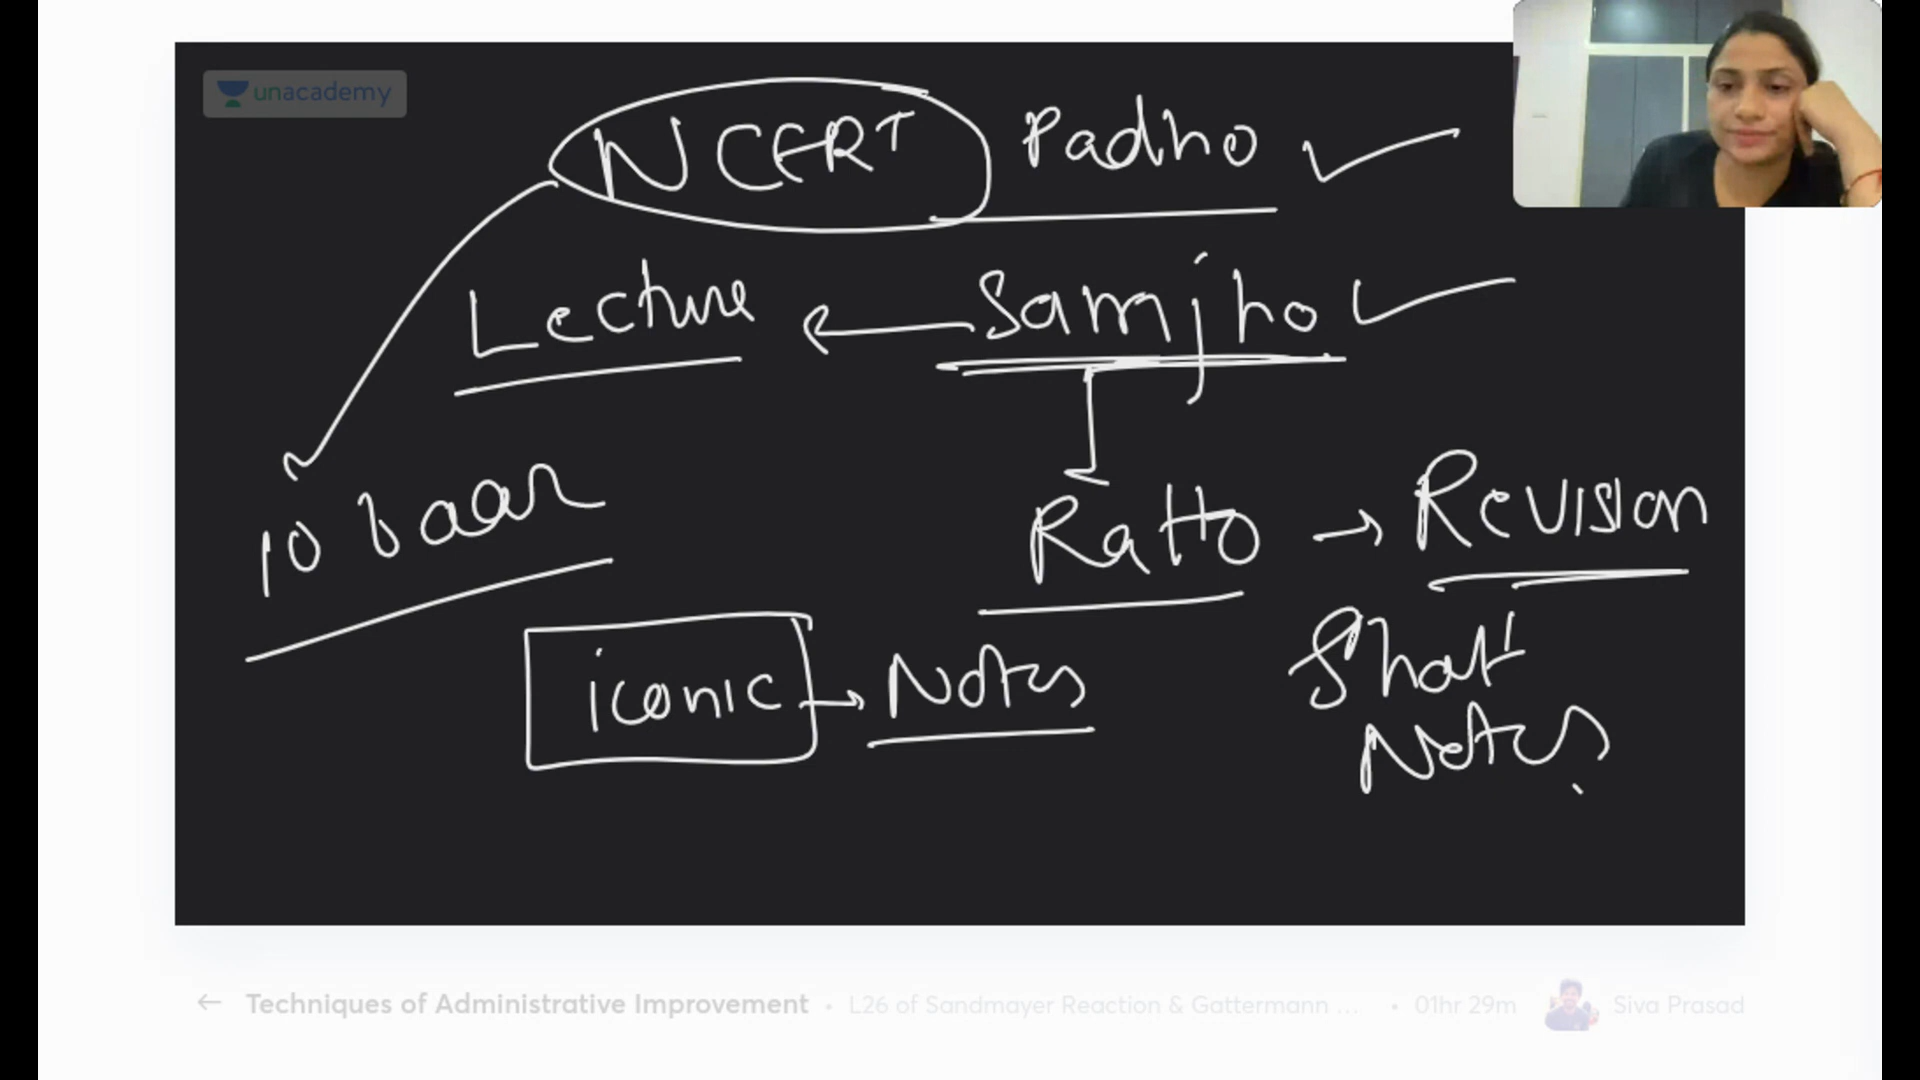 unacademy
NCERT Padho
Lecture ← Samjho
10 baar
Ratto → Revision
iconic → Notes
Short
Notes
← Techniques of Administrative Improvement • L26 of Sandmayer Reaction & Gattermann ... • 01hr 29m Siva Prasad